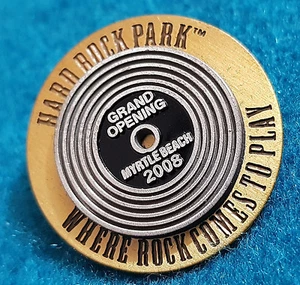 HARD ROCK PARK™
GRAND
OPENING
MYRTLE BEACH
2008
WHERE ROCK COMES TO PLAY